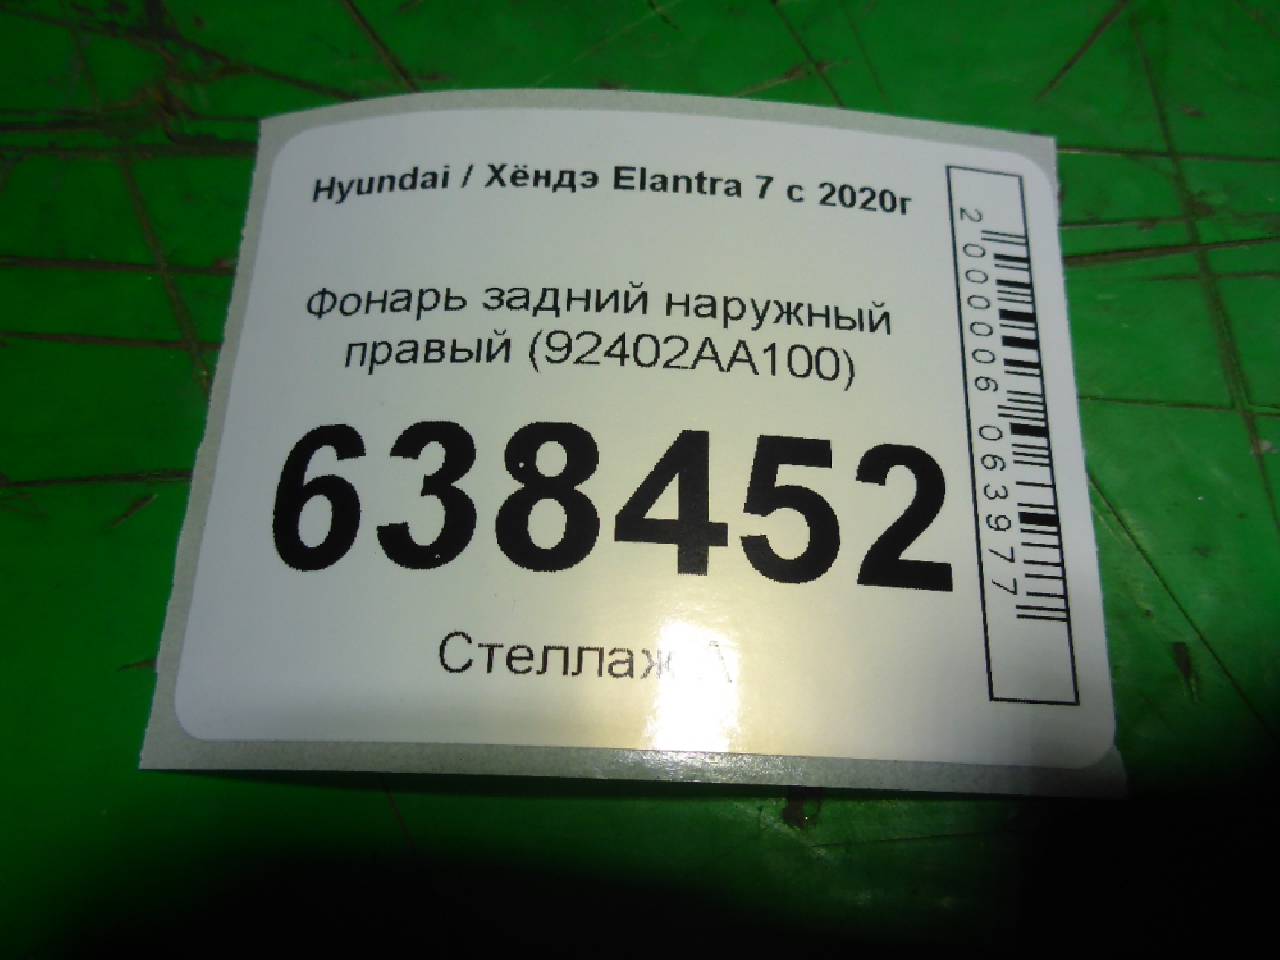 Hyundai / Хёндэ Elantra 7 с 2020г
Фонарь задний наружный
правый (92402AA100)
638452
Стеллаж А
2000006063977